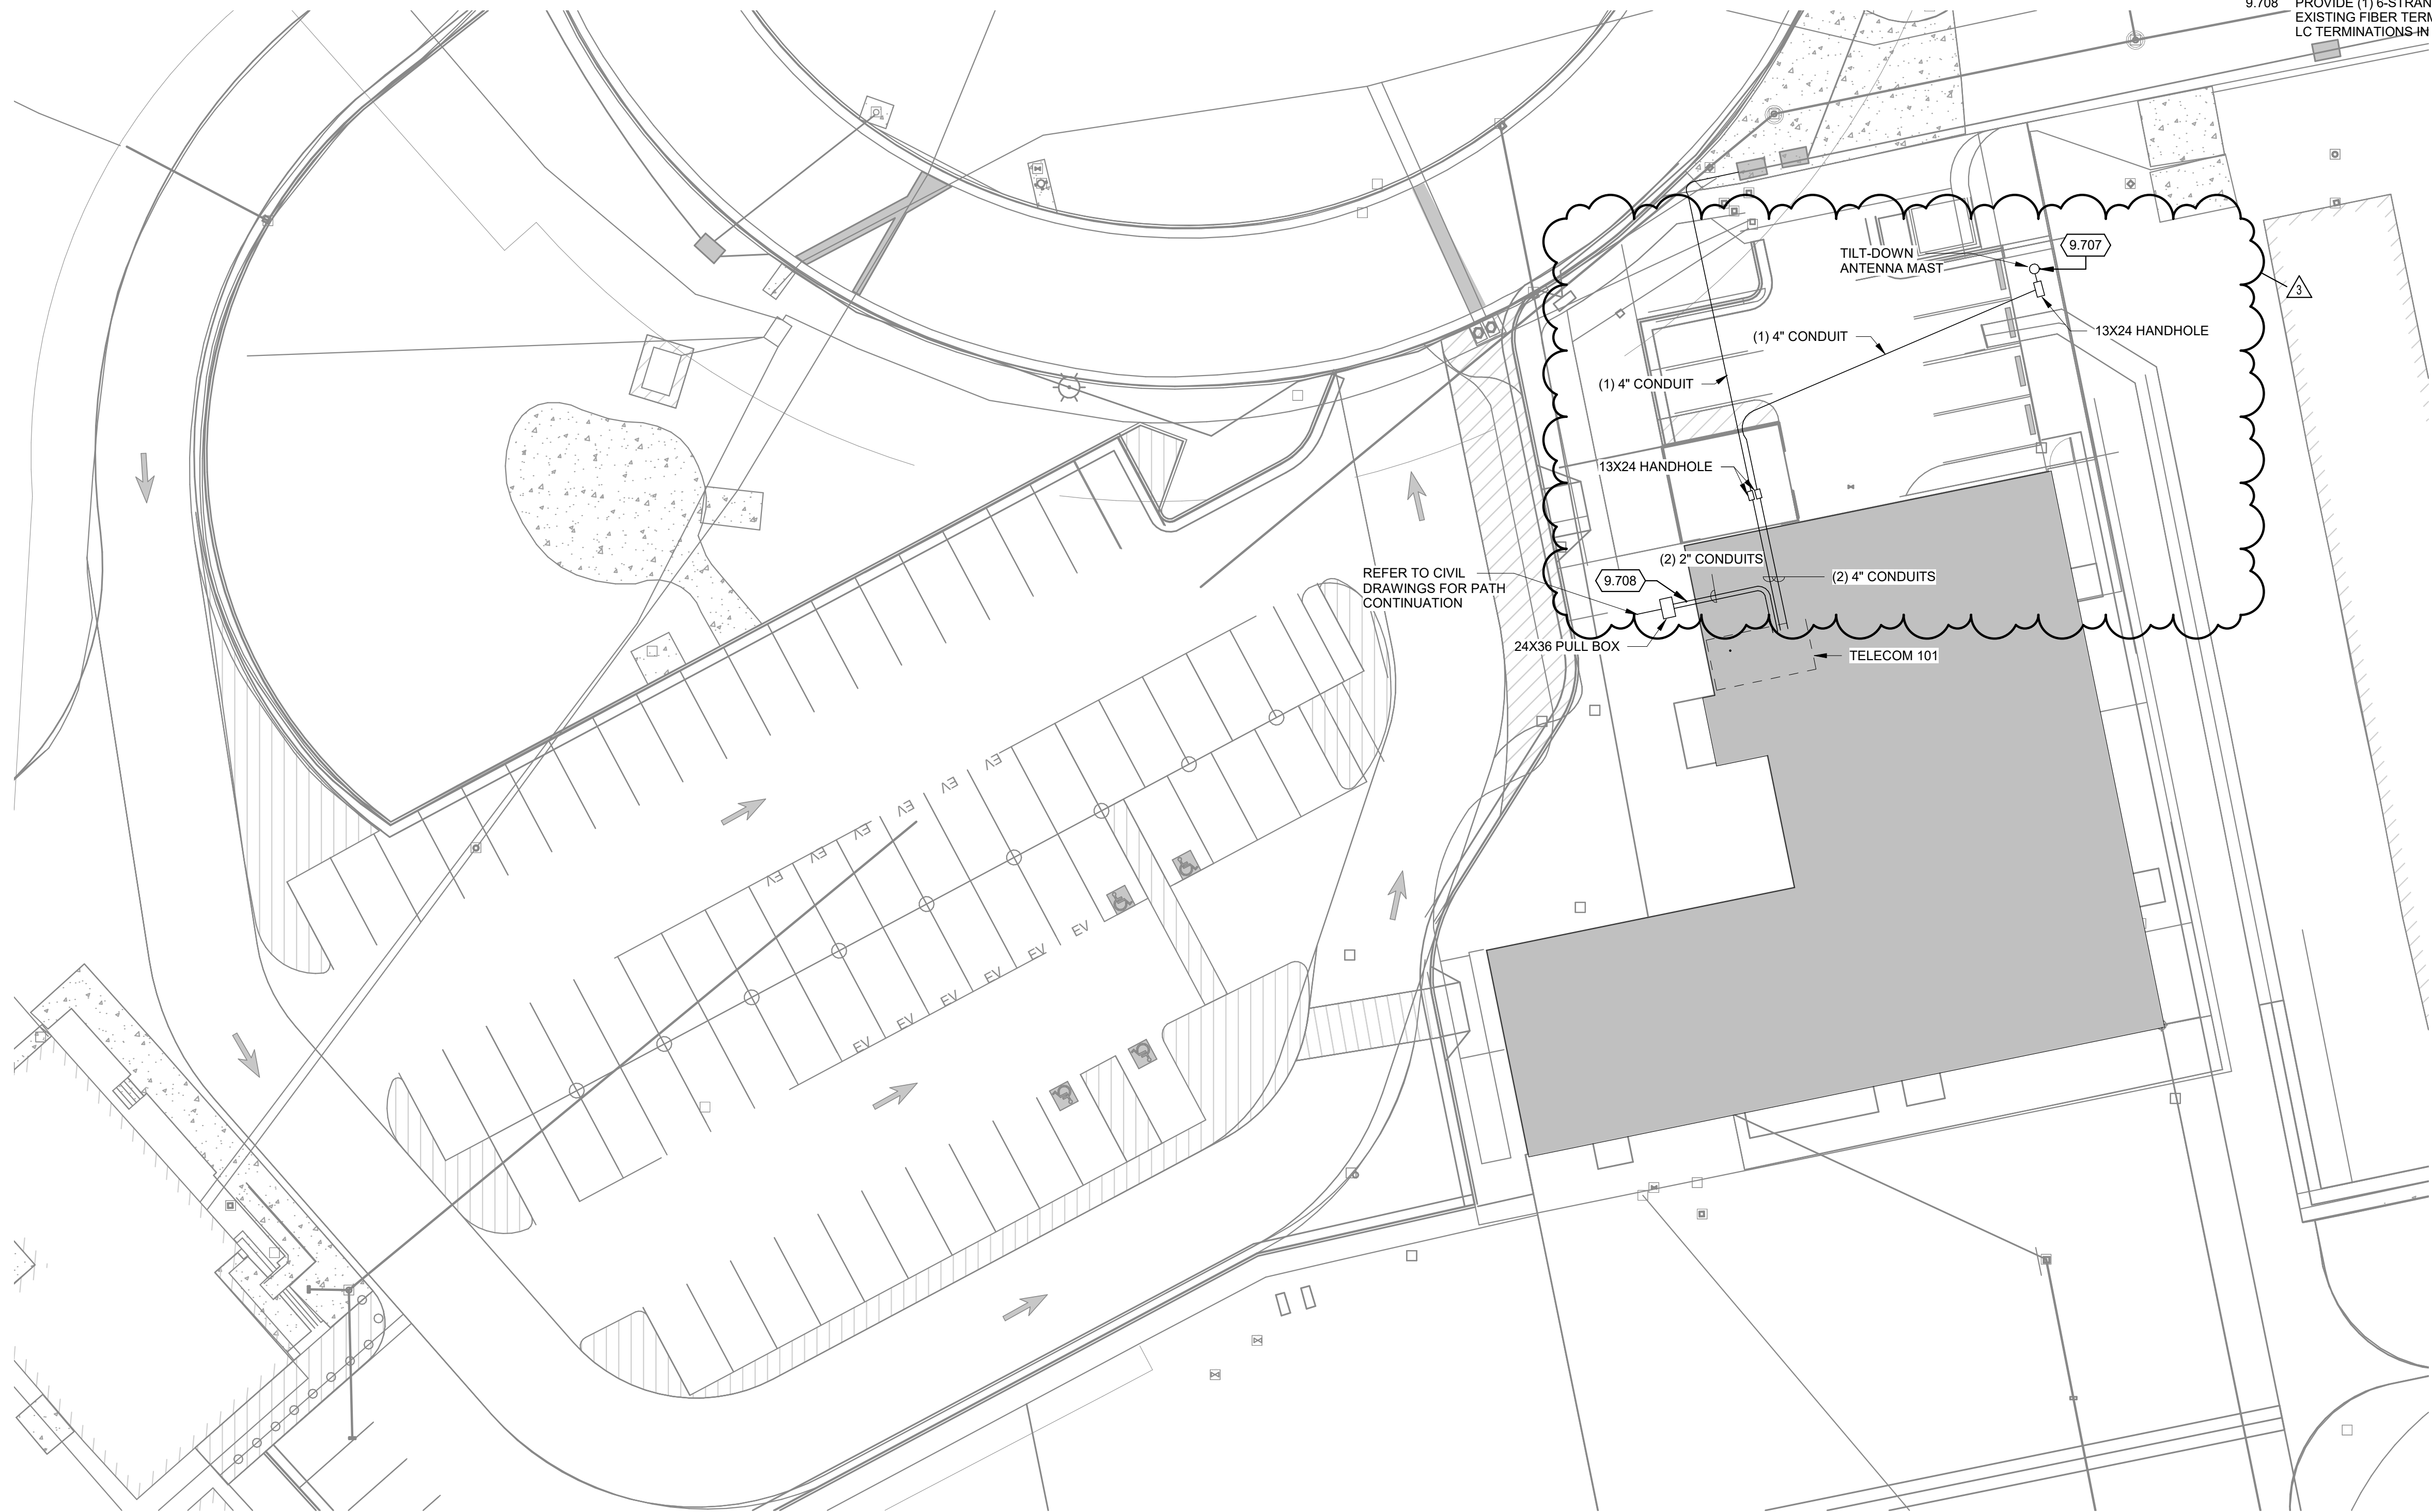 9.708 PROVIDE (1) 6-STRAN
EXISTING FIBER TERM
LC TERMINATIONS IN
TILT-DOWN
ANTENNA MAST
9.707
3
13X24 HANDHOLE
(1) 4" CONDUIT
(1) 4" CONDUIT
13X24 HANDHOLE
(2) 2" CONDUITS
(2) 4" CONDUITS
REFER TO CIVIL
DRAWINGS FOR PATH
CONTINUATION
9.708
24X36 PULL BOX
TELECOM 101
EV
EV
EV
EV
EV
EV
EV
EV
EV
EV
EV
EV